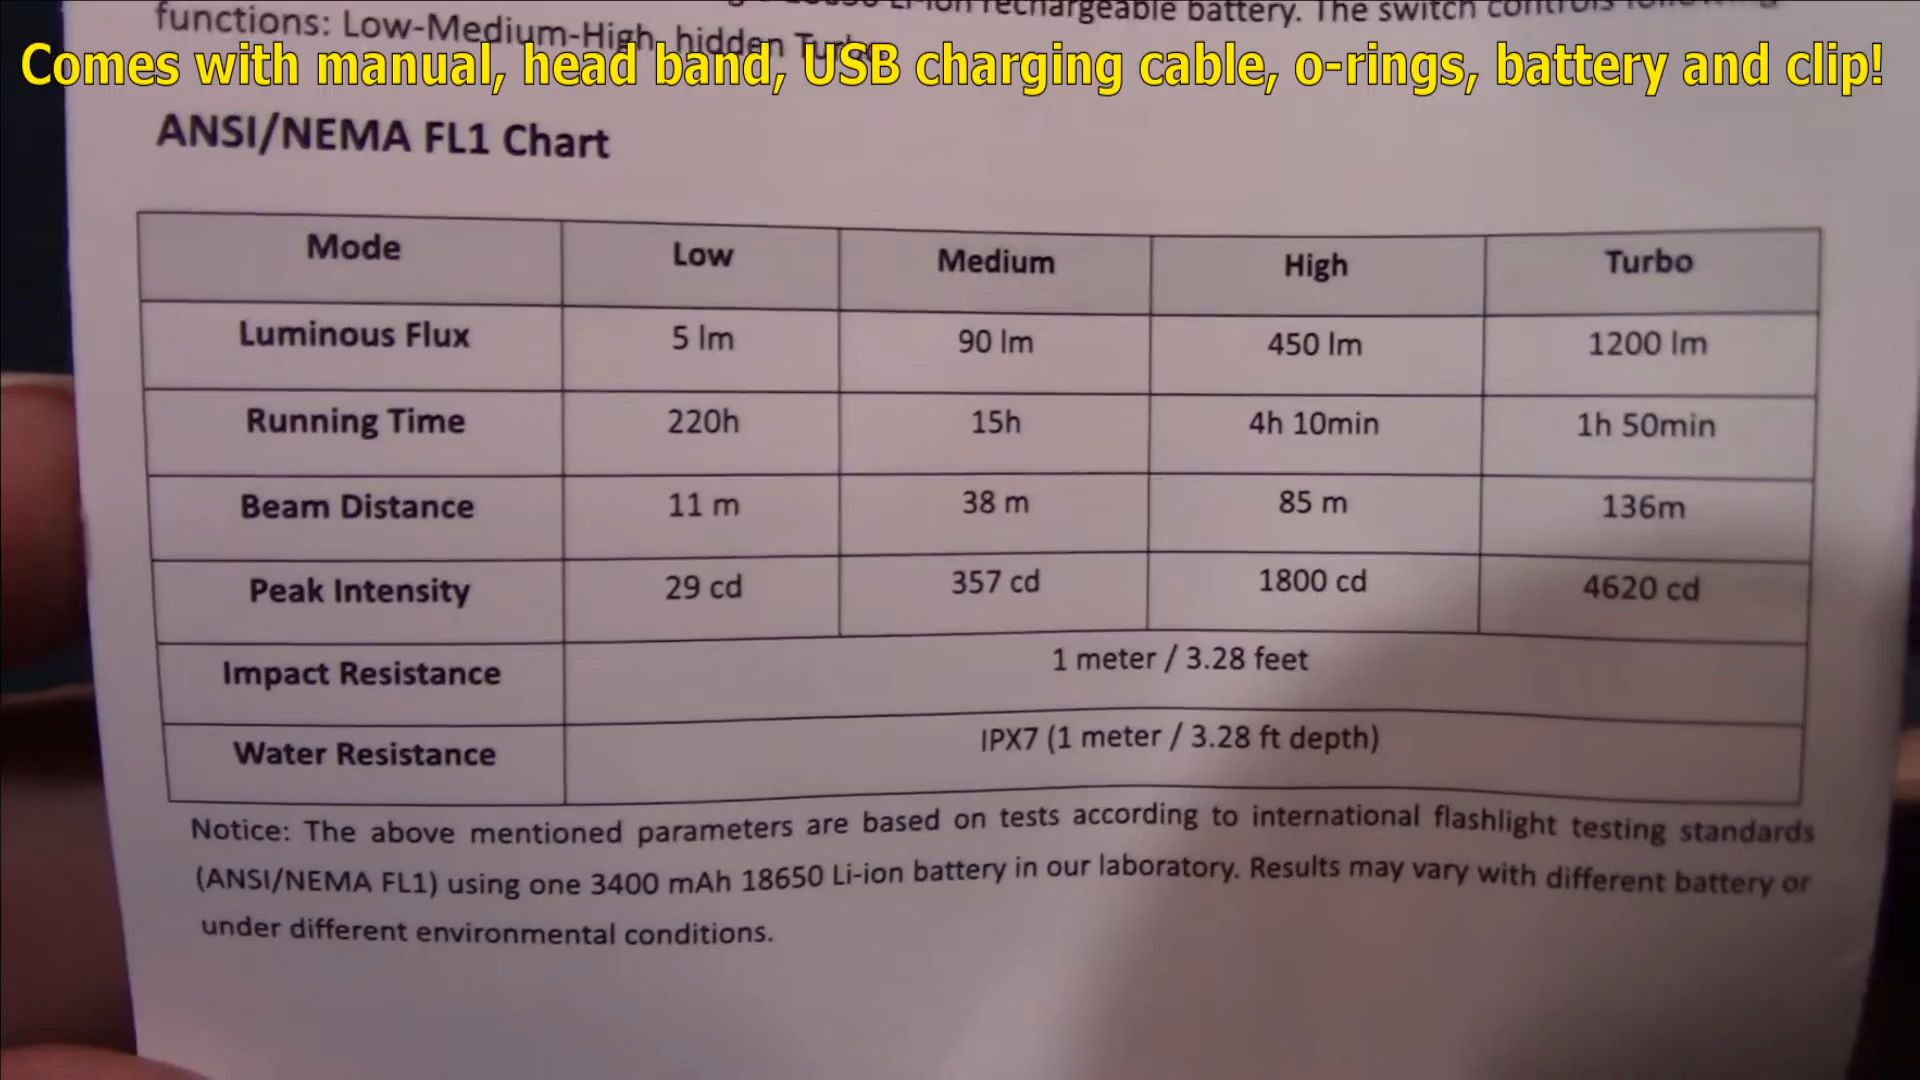 rechargeable battery. The switch controls
functions: Low-Medium-High, hidden
Comes with manual, head band, USB charging cable, o-rings, battery and clip!
ANSI/NEMA FL1 Chart
Mode Low Medium High Turbo
Luminous Flux 5 lm 90 lm 450 lm 1200 lm
Running Time 220h 15h 4h 10min 1h 50min
Beam Distance 11 m 38 m 85 m 136m
Peak Intensity 29 cd 357 cd 1800 cd 4620 cd
Impact Resistance 1 meter / 3.28 feet
Water Resistance IPX7 (1 meter / 3.28 ft depth)
Notice: The above mentioned parameters are based on tests according to international flashlight testing standards
(ANSI/NEMA FL1) using one 3400 mAh 18650 Li-ion battery in our laboratory. Results may vary with different battery or
under different environmental conditions.